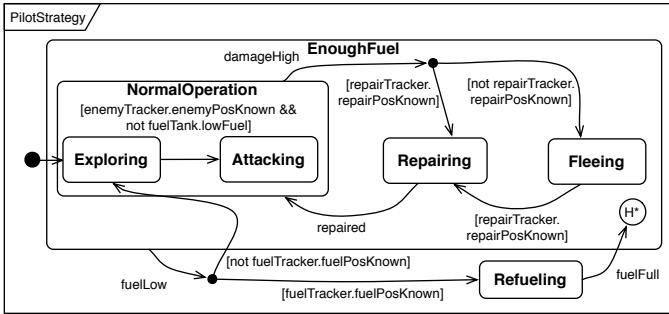 PilotStrategy
EnoughFuel
damageHigh
NormalOperation
[enemyTracker.enemyPosKnown &&
not fuelTank.lowFuel]
[repairTracker.
repairPosKnown]
[not repairTracker.
repairPosKnown]
Exploring
Attacking
Repairing
Fleeing
repaired
[repairTracker.
repairPosKnown]
H*
fuelLow
[not fuelTracker.fuelPosKnown]
[fuelTracker.fuelPosKnown]
Refueling
fuelFull